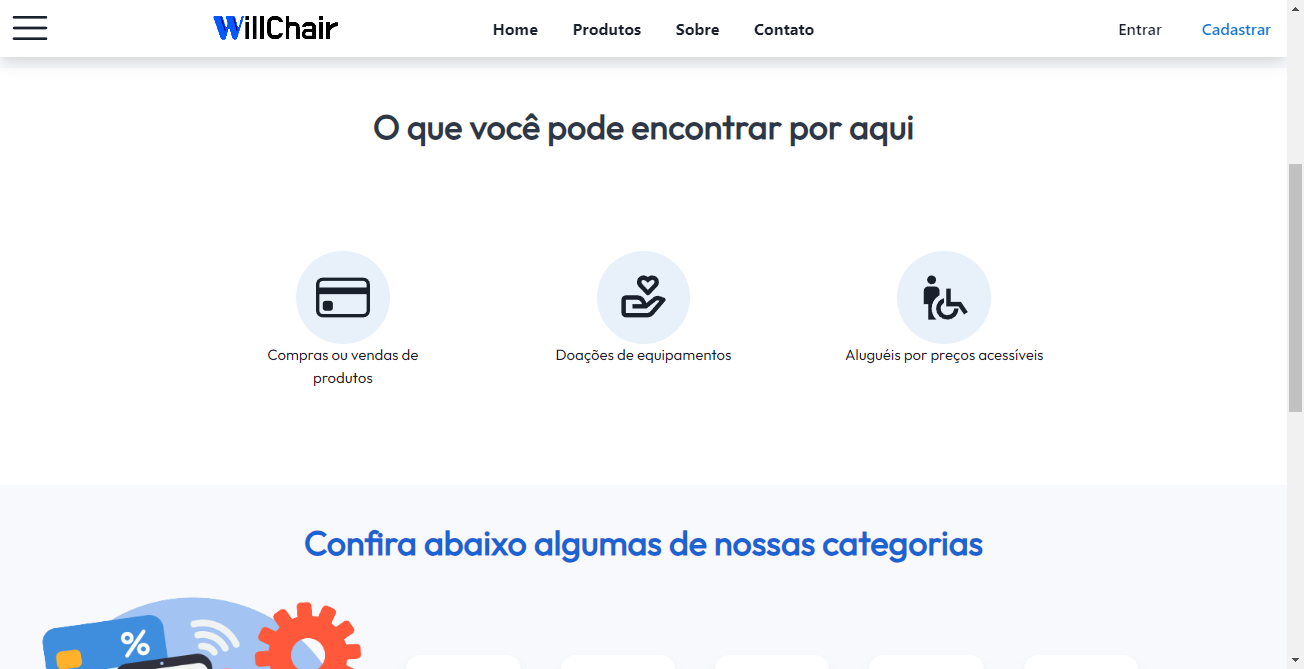 WillChair
Home
Produtos
Sobre
Contato
Entrar
Cadastrar
O que você pode encontrar por aqui
Compras ou vendas de
produtos
Doações de equipamentos
Aluguéis por preços acessíveis
Confira abaixo algumas de nossas categorias
%